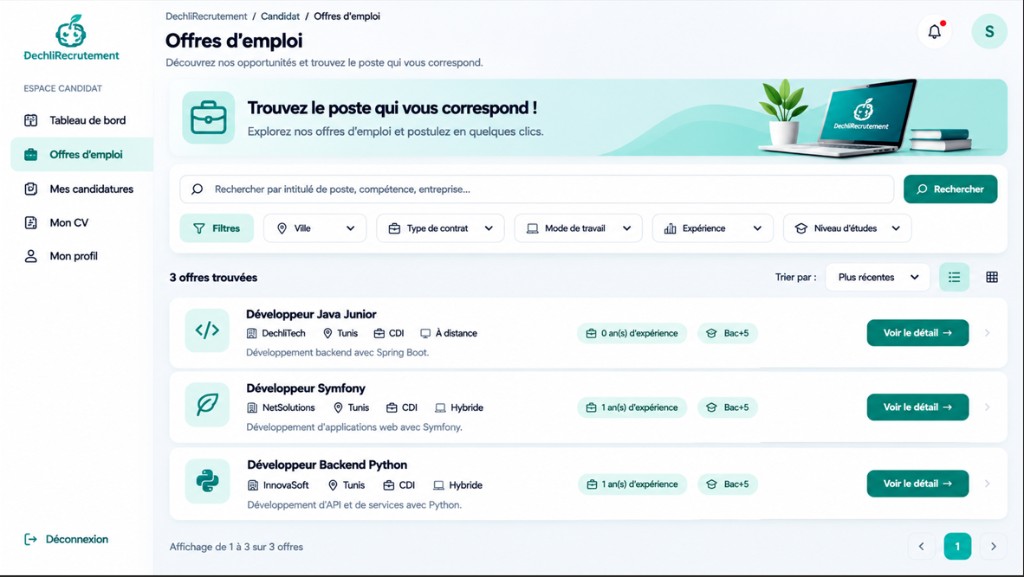 DechliRecrutement
ESPACE CANDIDAT
Tableau de bord
Offres d'emploi
Mes candidatures
Mon CV
Mon profil
Déconnexion
DechliRecrutement / Candidat / Offres d'emploi
Offres d'emploi
Découvrez nos opportunités et trouvez le poste qui vous correspond.
S
Trouvez le poste qui vous correspond !
Explorez nos offres d'emploi et postulez en quelques clics.
DechliRecrutement
Rechercher par intitulé de poste, compétence, entreprise...
Rechercher
Filtres
Ville
Type de contrat
Mode de travail
Expérience
Niveau d'études
3 offres trouvées
Trier par :
Plus récentes
Développeur Java Junior
DechliTech Tunis CDI À distance
Développement backend avec Spring Boot.
0 an(s) d'expérience
Bac+5
Voir le détail →
Développeur Symfony
NetSolutions Tunis CDI Hybride
Développement d'applications web avec Symfony.
1 an(s) d'expérience
Bac+5
Voir le détail →
Développeur Backend Python
InnovaSoft Tunis CDI Hybride
Développement d'API et de services avec Python.
1 an(s) d'expérience
Bac+5
Voir le détail →
Affichage de 1 à 3 sur 3 offres
1